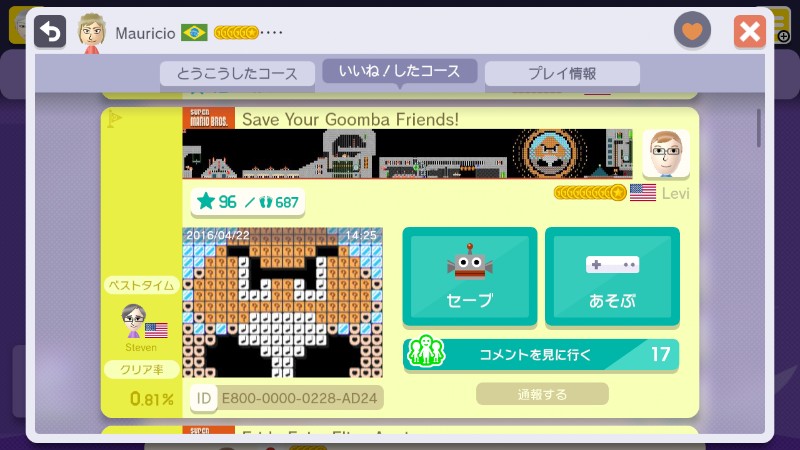 Mauricio
とうこうしたコース
いいね!したコース
プレイ情報
SUPER
MARIO BROS.
Save Your Goomba Friends!
Levi
96 / 687
2016/04/22 14:25
ベストタイム
Steven
クリア率
0.81%
セーブ
あそぶ
コメントを見に行く 17
ID E800-0000-0228-AD24
通報する
SUPER